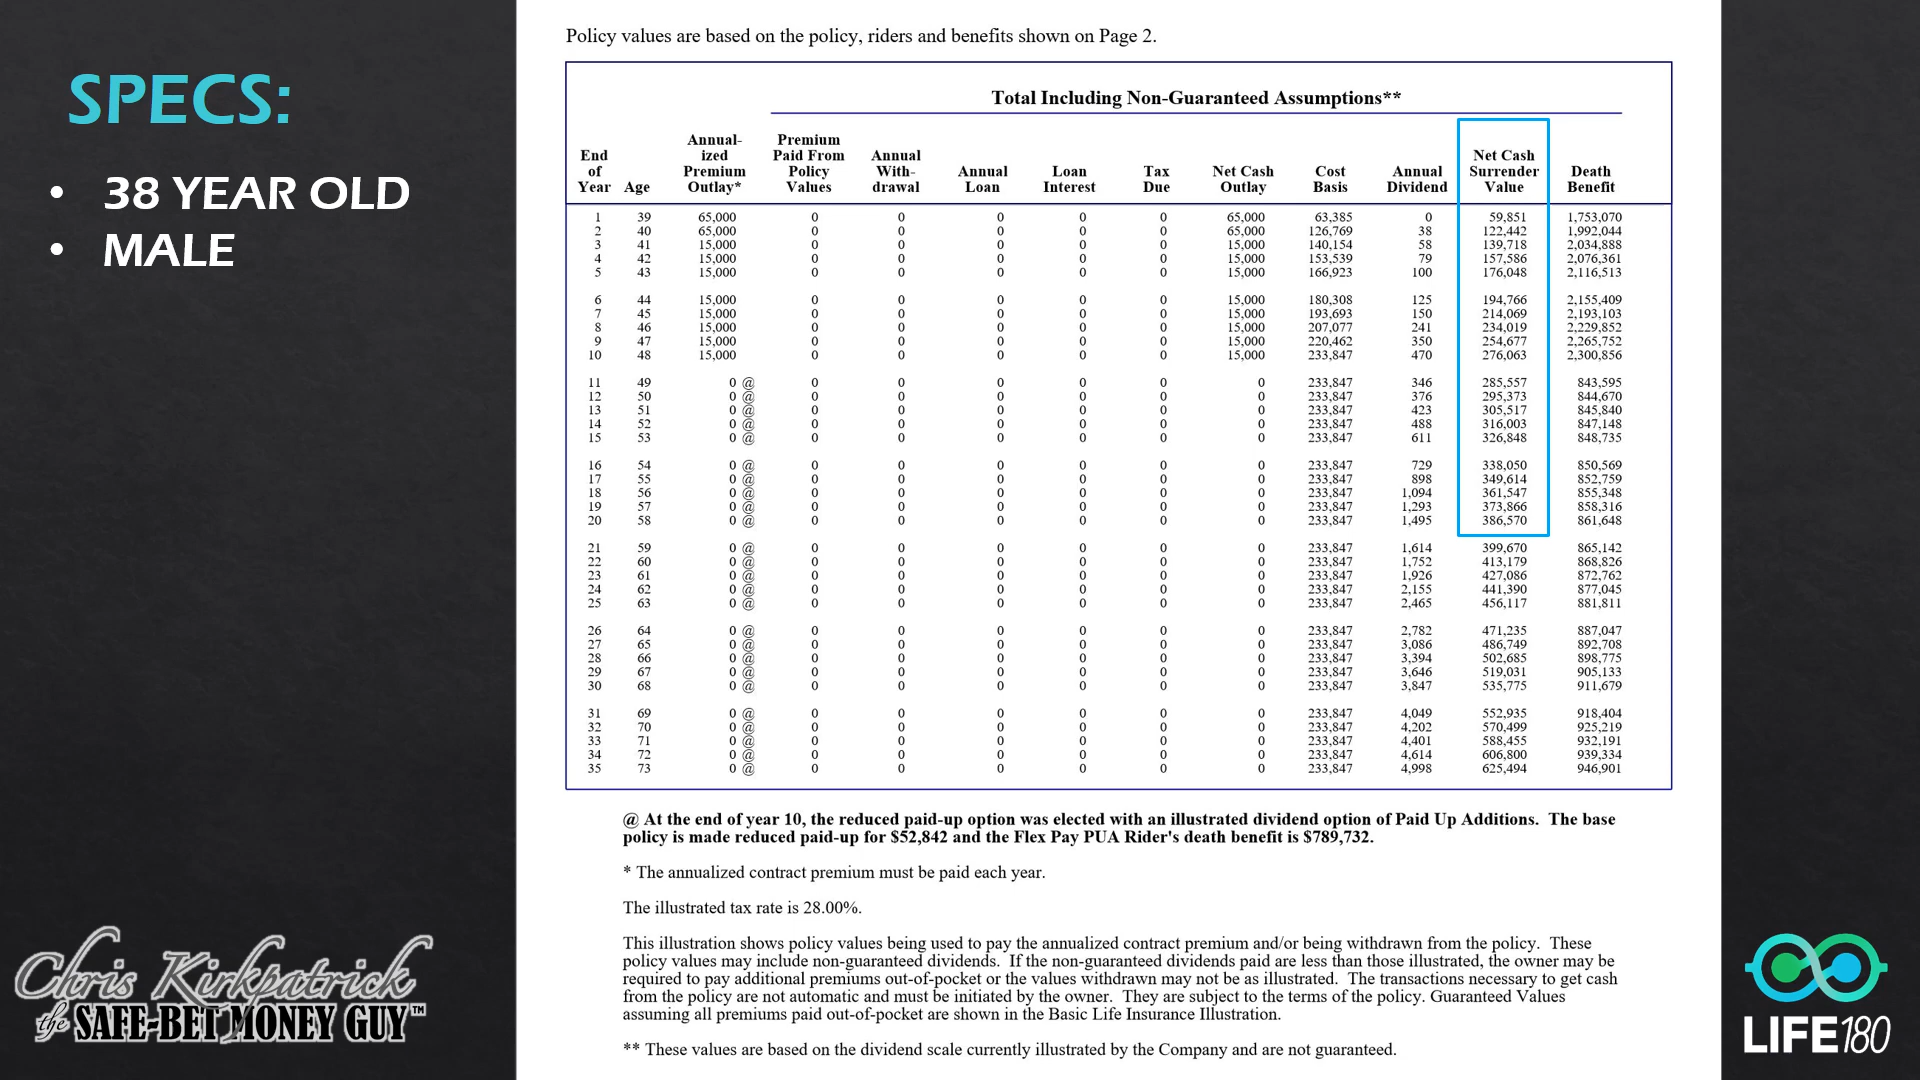 SPECS:
• 38 YEAR OLD
• MALE
Policy values are based on the policy, riders and benefits shown on Page 2.
Total Including Non-Guaranteed Assumptions**
End of Year Age Annual-ized Premium Outlay* Premium Paid From Policy Values Annual With-drawal Annual Loan Loan Interest Tax Due Net Cash Outlay Cost Basis Annual Dividend Net Cash Surrender Value Death Benefit
1 39 65,000 0 0 0 0 0 65,000 63,385 0 59,851 1,753,070
2 40 65,000 0 0 0 0 0 65,000 126,769 38 122,442 1,992,044
3 41 15,000 0 0 0 0 0 15,000 140,154 58 139,718 2,034,888
4 42 15,000 0 0 0 0 0 15,000 153,539 79 157,586 2,076,361
5 43 15,000 0 0 0 0 0 15,000 166,923 100 176,048 2,116,513
6 44 15,000 0 0 0 0 0 15,000 180,308 125 194,766 2,155,409
7 45 15,000 0 0 0 0 0 15,000 193,693 150 214,069 2,193,103
8 46 15,000 0 0 0 0 0 15,000 207,077 241 234,019 2,229,852
9 47 15,000 0 0 0 0 0 15,000 220,462 350 254,677 2,265,752
10 48 15,000 0 0 0 0 0 15,000 233,847 470 276,063 2,300,856
11 49 0 @ 0 0 0 0 0 0 233,847 346 285,557 843,595
12 50 0 @ 0 0 0 0 0 0 233,847 376 295,373 844,670
13 51 0 @ 0 0 0 0 0 0 233,847 423 305,517 845,840
14 52 0 @ 0 0 0 0 0 0 233,847 488 316,003 847,148
15 53 0 @ 0 0 0 0 0 0 233,847 611 326,848 848,735
16 54 0 @ 0 0 0 0 0 0 233,847 729 338,050 850,569
17 55 0 @ 0 0 0 0 0 0 233,847 898 349,614 852,759
18 56 0 @ 0 0 0 0 0 0 233,847 1,094 361,547 855,348
19 57 0 @ 0 0 0 0 0 0 233,847 1,293 373,866 858,316
20 58 0 @ 0 0 0 0 0 0 233,847 1,495 386,570 861,648
21 59 0 @ 0 0 0 0 0 0 233,847 1,614 399,670 865,142
22 60 0 @ 0 0 0 0 0 0 233,847 1,752 413,179 868,826
23 61 0 @ 0 0 0 0 0 0 233,847 1,926 427,086 872,762
24 62 0 @ 0 0 0 0 0 0 233,847 2,155 441,390 877,045
25 63 0 @ 0 0 0 0 0 0 233,847 2,465 456,117 881,811
26 64 0 @ 0 0 0 0 0 0 233,847 2,782 471,235 887,047
27 65 0 @ 0 0 0 0 0 0 233,847 3,086 486,749 892,708
28 66 0 @ 0 0 0 0 0 0 233,847 3,394 502,685 898,775
29 67 0 @ 0 0 0 0 0 0 233,847 3,646 519,031 905,133
30 68 0 @ 0 0 0 0 0 0 233,847 3,847 535,775 911,679
31 69 0 @ 0 0 0 0 0 0 233,847 4,049 552,935 918,404
32 70 0 @ 0 0 0 0 0 0 233,847 4,202 570,499 925,219
33 71 0 @ 0 0 0 0 0 0 233,847 4,401 588,455 932,191
34 72 0 @ 0 0 0 0 0 0 233,847 4,614 606,800 939,334
35 73 0 @ 0 0 0 0 0 0 233,847 4,998 625,494 946,901
@ At the end of year 10, the reduced paid-up option was elected with an illustrated dividend option of Paid Up Additions. The base
policy is made reduced paid-up for $52,842 and the Flex Pay PUA Rider's death benefit is $789,732.
* The annualized contract premium must be paid each year.
The illustrated tax rate is 28.00%.
This illustration shows policy values being used to pay the annualized contract premium and/or being withdrawn from the policy. These
policy values may include non-guaranteed dividends. If the non-guaranteed dividends paid are less than those illustrated, the owner may be
required to pay additional premiums out-of-pocket or the values withdrawn may not be as illustrated. The transactions necessary to get cash
from the policy are not automatic and must be initiated by the owner. They are subject to the terms of the policy. Guaranteed Values
assuming all premiums paid out-of-pocket are shown in the Basic Life Insurance Illustration.
** These values are based on the dividend scale currently illustrated by the Company and are not guaranteed.
Chris Kirkpatrick
the SAFE-BET MONEY GUY™
LIFE180